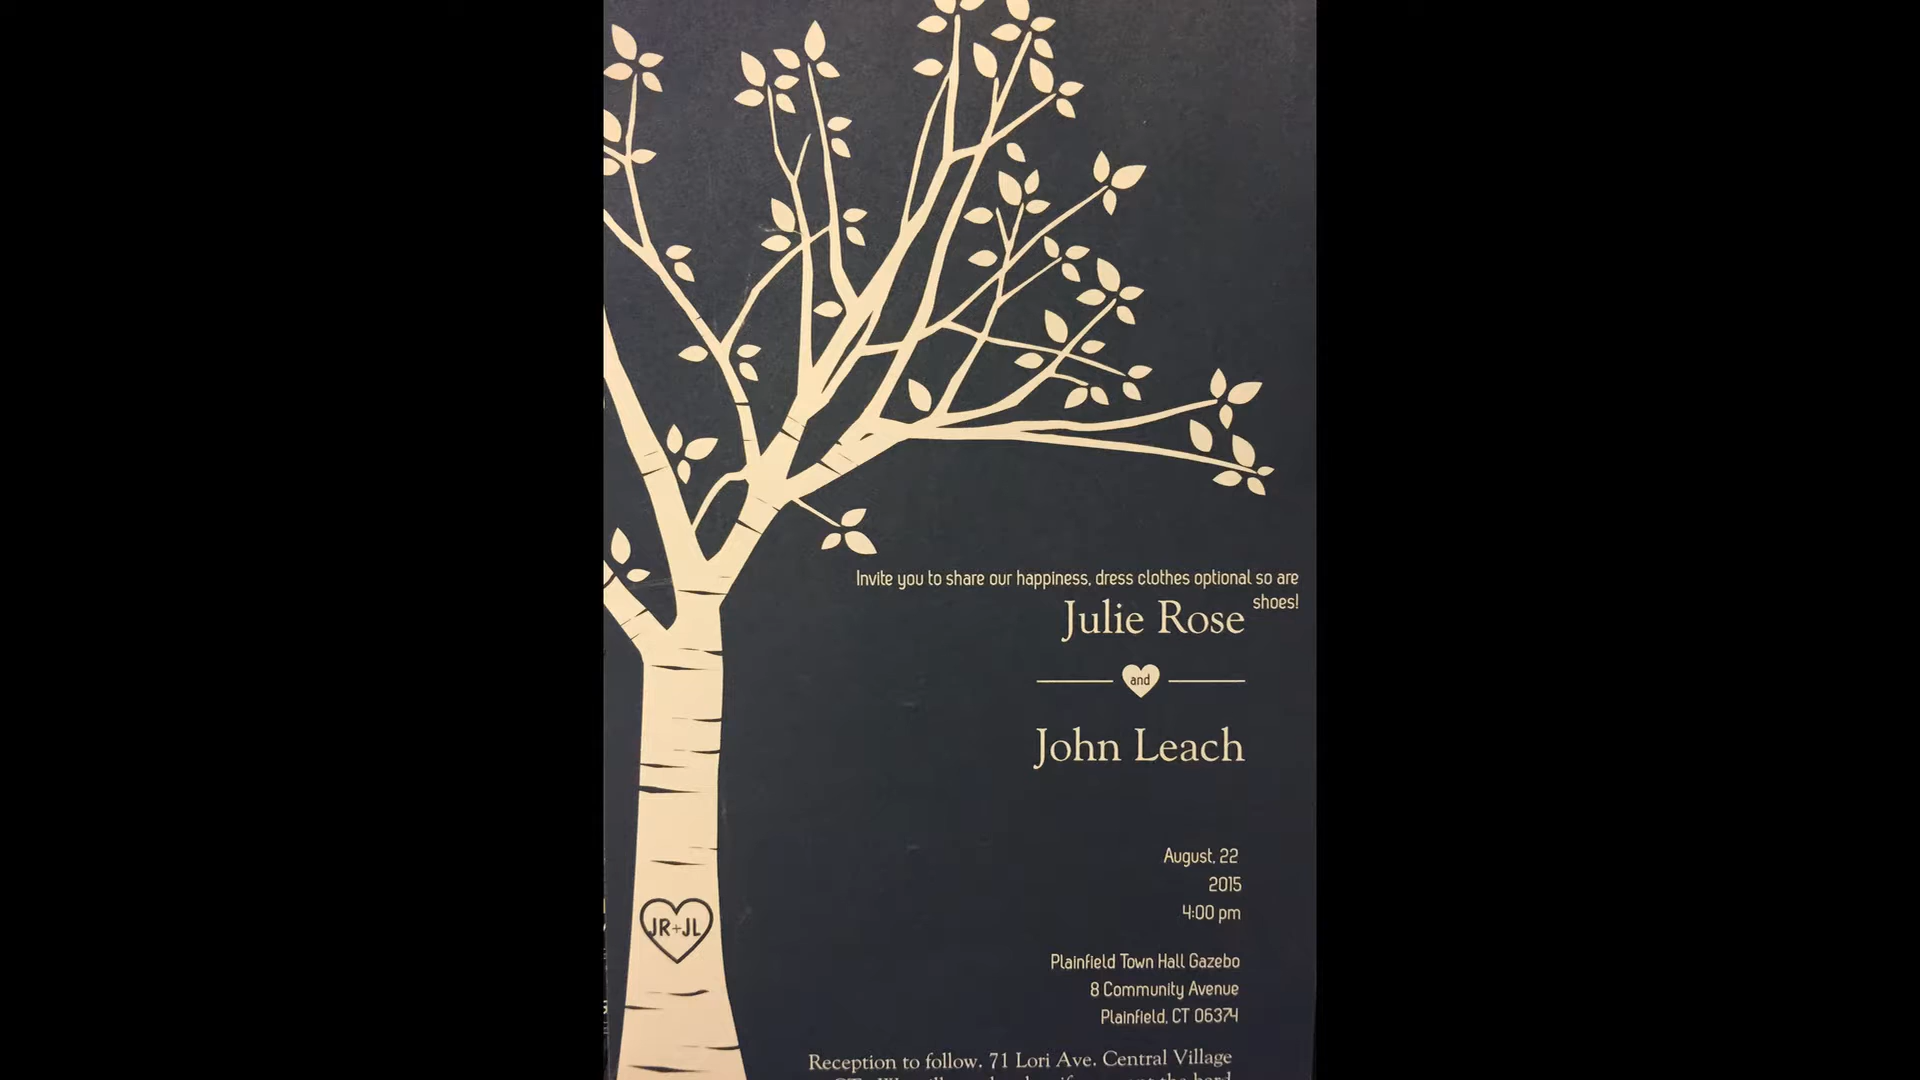 Invite you to share our happiness, dress clothes optional so are
shoes!
Julie Rose
and
John Leach
August, 22
2015
4:00 pm
JR+JL
Plainfield Town Hall Gazebo
8 Community Avenue
Plainfield, CT 06374
Reception to follow. 71 Lori Ave. Central Village